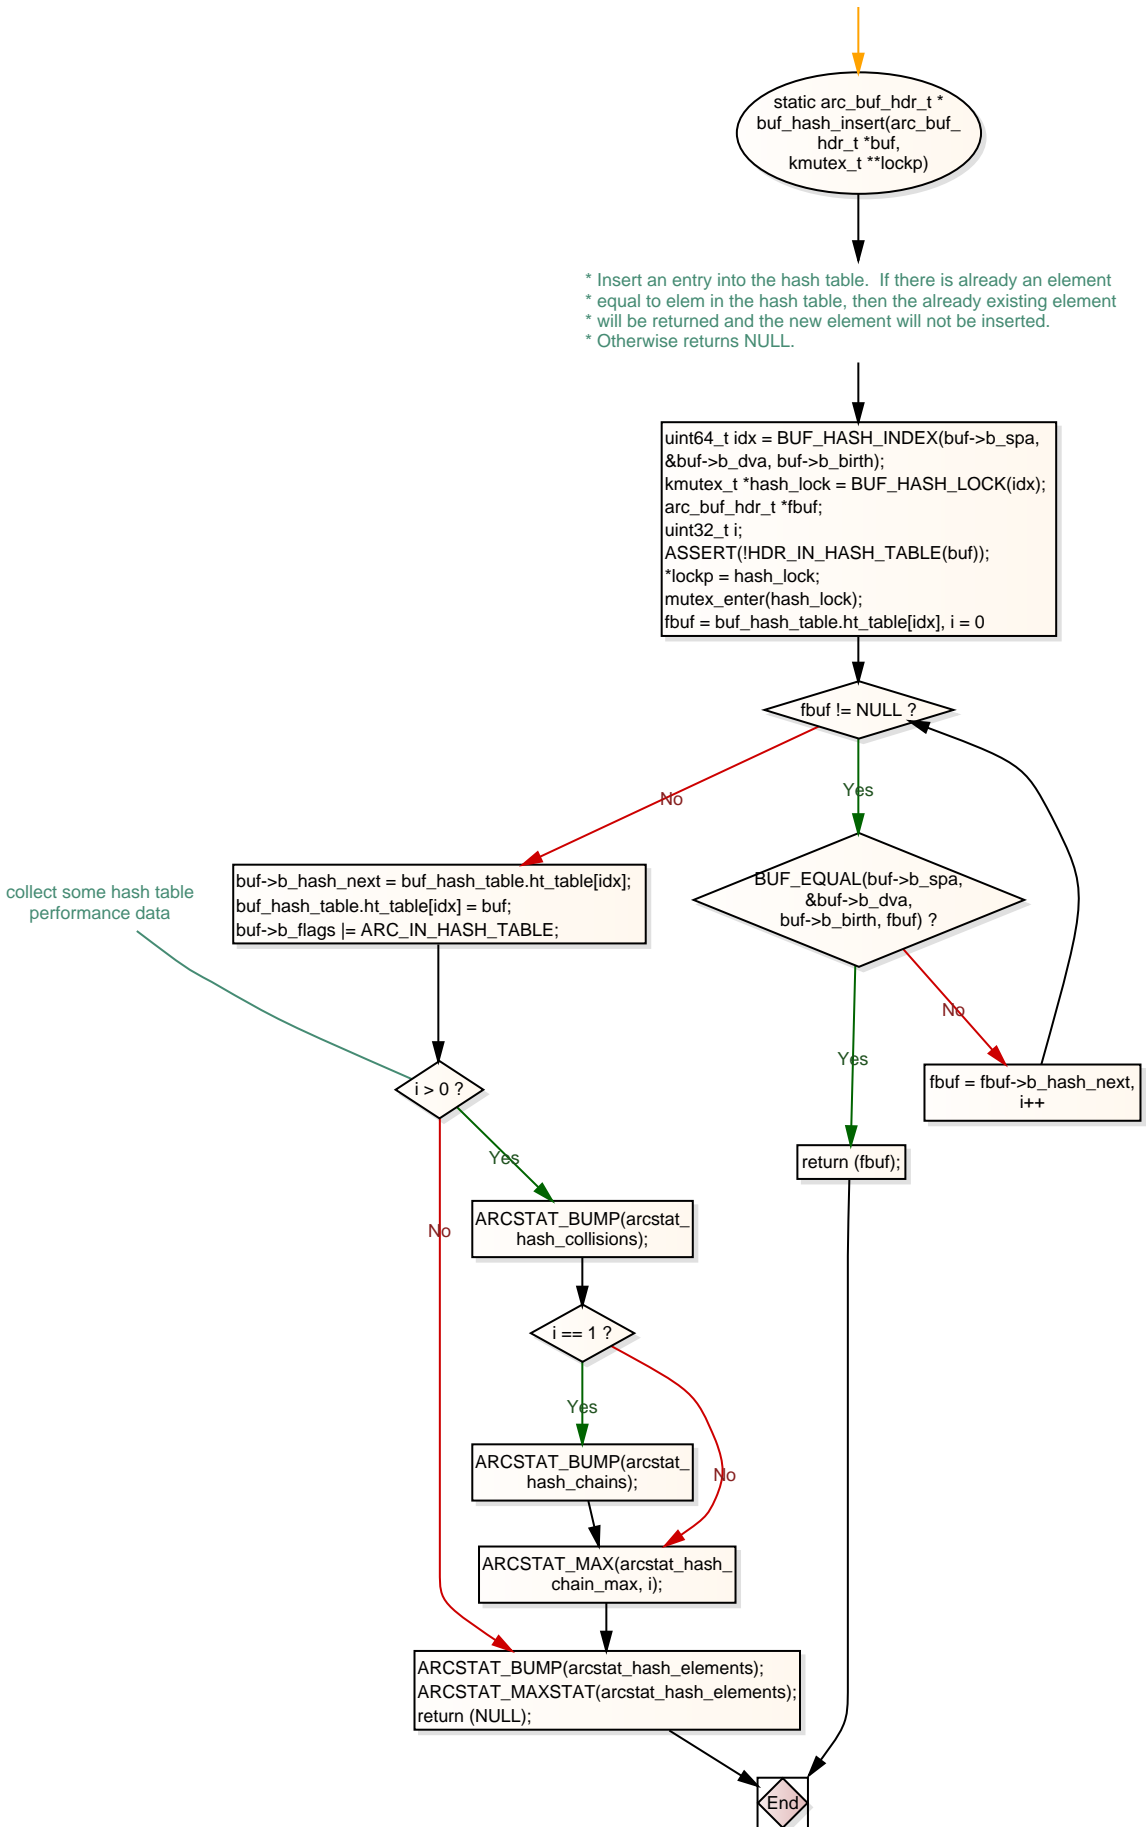 static arc_buf_hdr_t *
buf_hash_insert(arc_buf_
hdr_t *buf,
kmutex_t **lockp)
* Insert an entry into the hash table.  If there is already an element
* equal to elem in the hash table, then the already existing element
* will be returned and the new element will not be inserted.
* Otherwise returns NULL.
uint64_t idx = BUF_HASH_INDEX(buf->b_spa,
&buf->b_dva, buf->b_birth);
kmutex_t *hash_lock = BUF_HASH_LOCK(idx);
arc_buf_hdr_t *fbuf;
uint32_t i;
ASSERT(!HDR_IN_HASH_TABLE(buf));
*lockp = hash_lock;
mutex_enter(hash_lock);
fbuf = buf_hash_table.ht_table[idx], i = 0
fbuf != NULL ?
No
Yes
buf->b_hash_next = buf_hash_table.ht_table[idx];
buf_hash_table.ht_table[idx] = buf;
buf->b_flags |= ARC_IN_HASH_TABLE;
collect some hash table
performance data
BUF_EQUAL(buf->b_spa,
&buf->b_dva,
buf->b_birth, fbuf) ?
No
Yes
fbuf = fbuf->b_hash_next,
i++
return (fbuf);
i > 0 ?
Yes
No
ARCSTAT_BUMP(arcstat_
hash_collisions);
i == 1 ?
Yes
No
ARCSTAT_BUMP(arcstat_
hash_chains);
ARCSTAT_MAX(arcstat_hash_
chain_max, i);
ARCSTAT_BUMP(arcstat_hash_elements);
ARCSTAT_MAXSTAT(arcstat_hash_elements);
return (NULL);
End